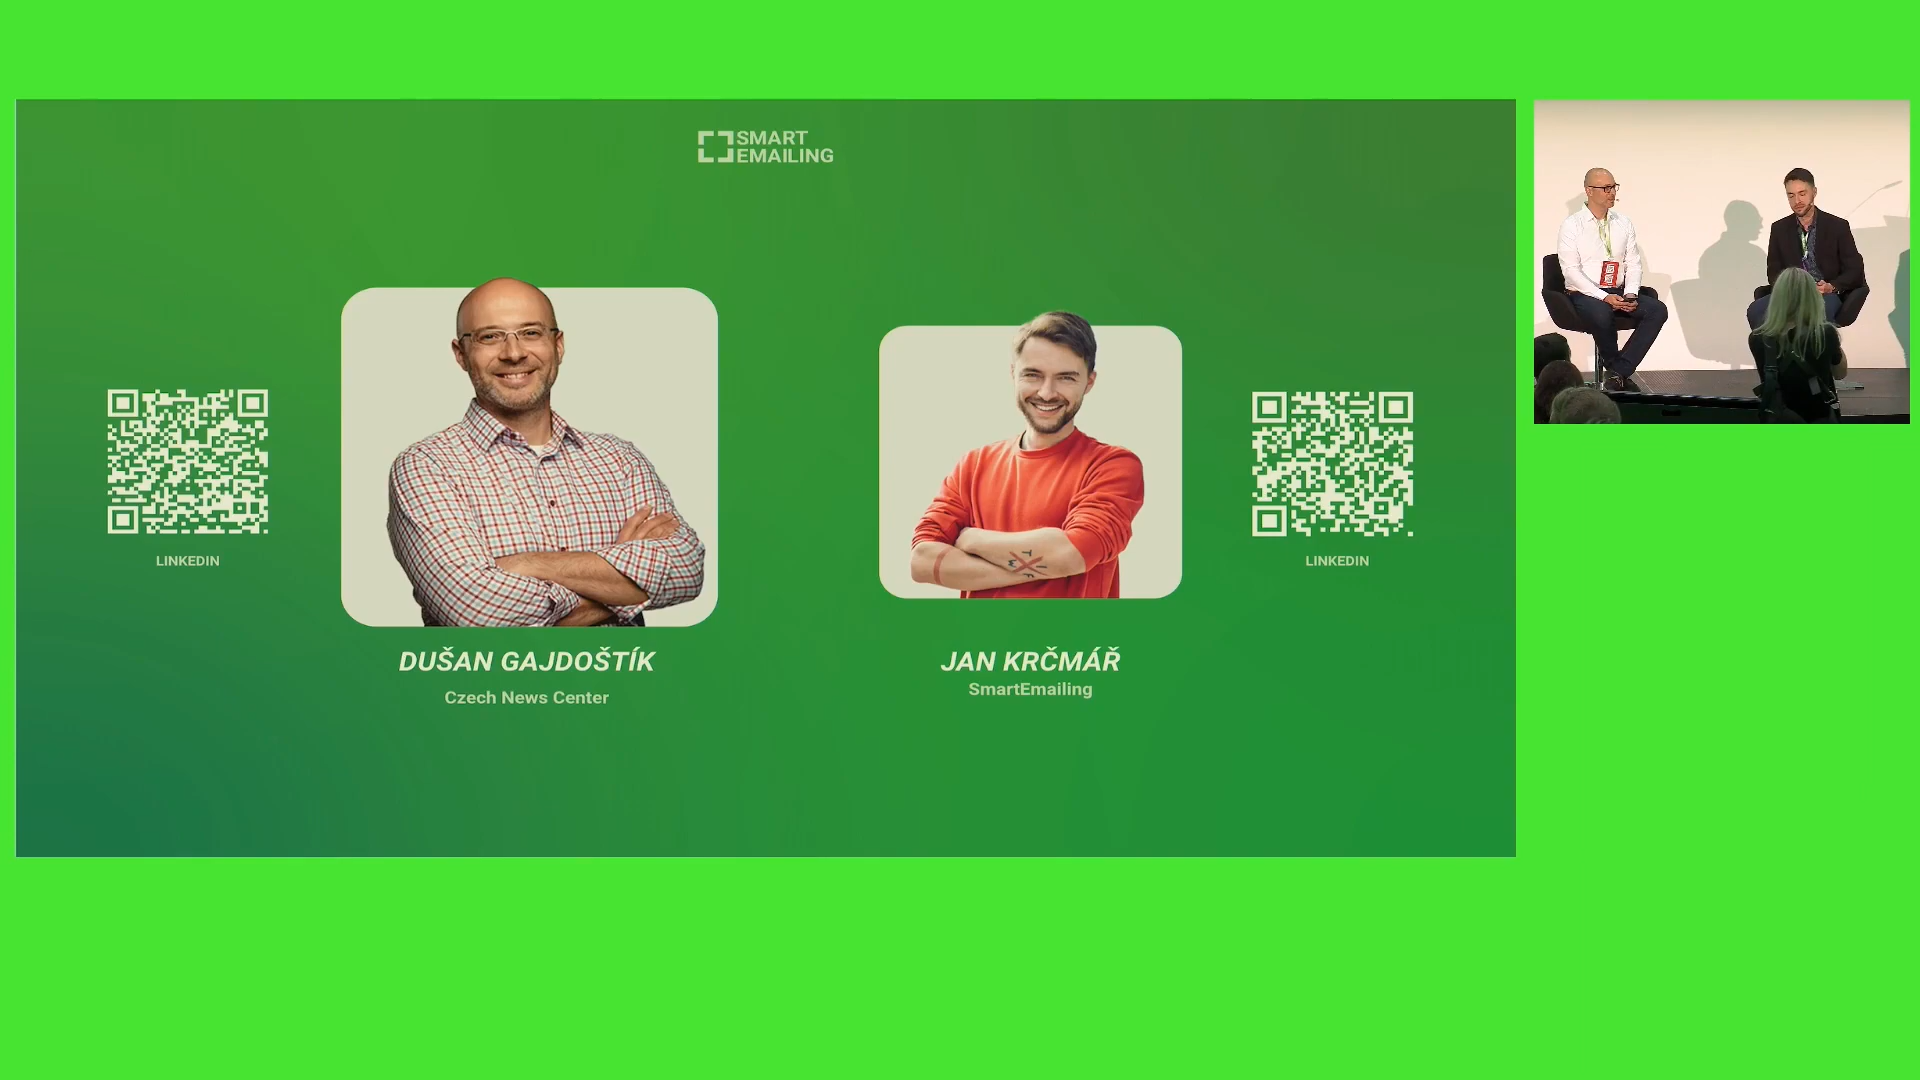 SMART
EMAILING
LINKEDIN
DUŠAN GAJDOŠTÍK
Czech News Center
JAN KRČMÁŘ
SmartEmailing
LINKEDIN